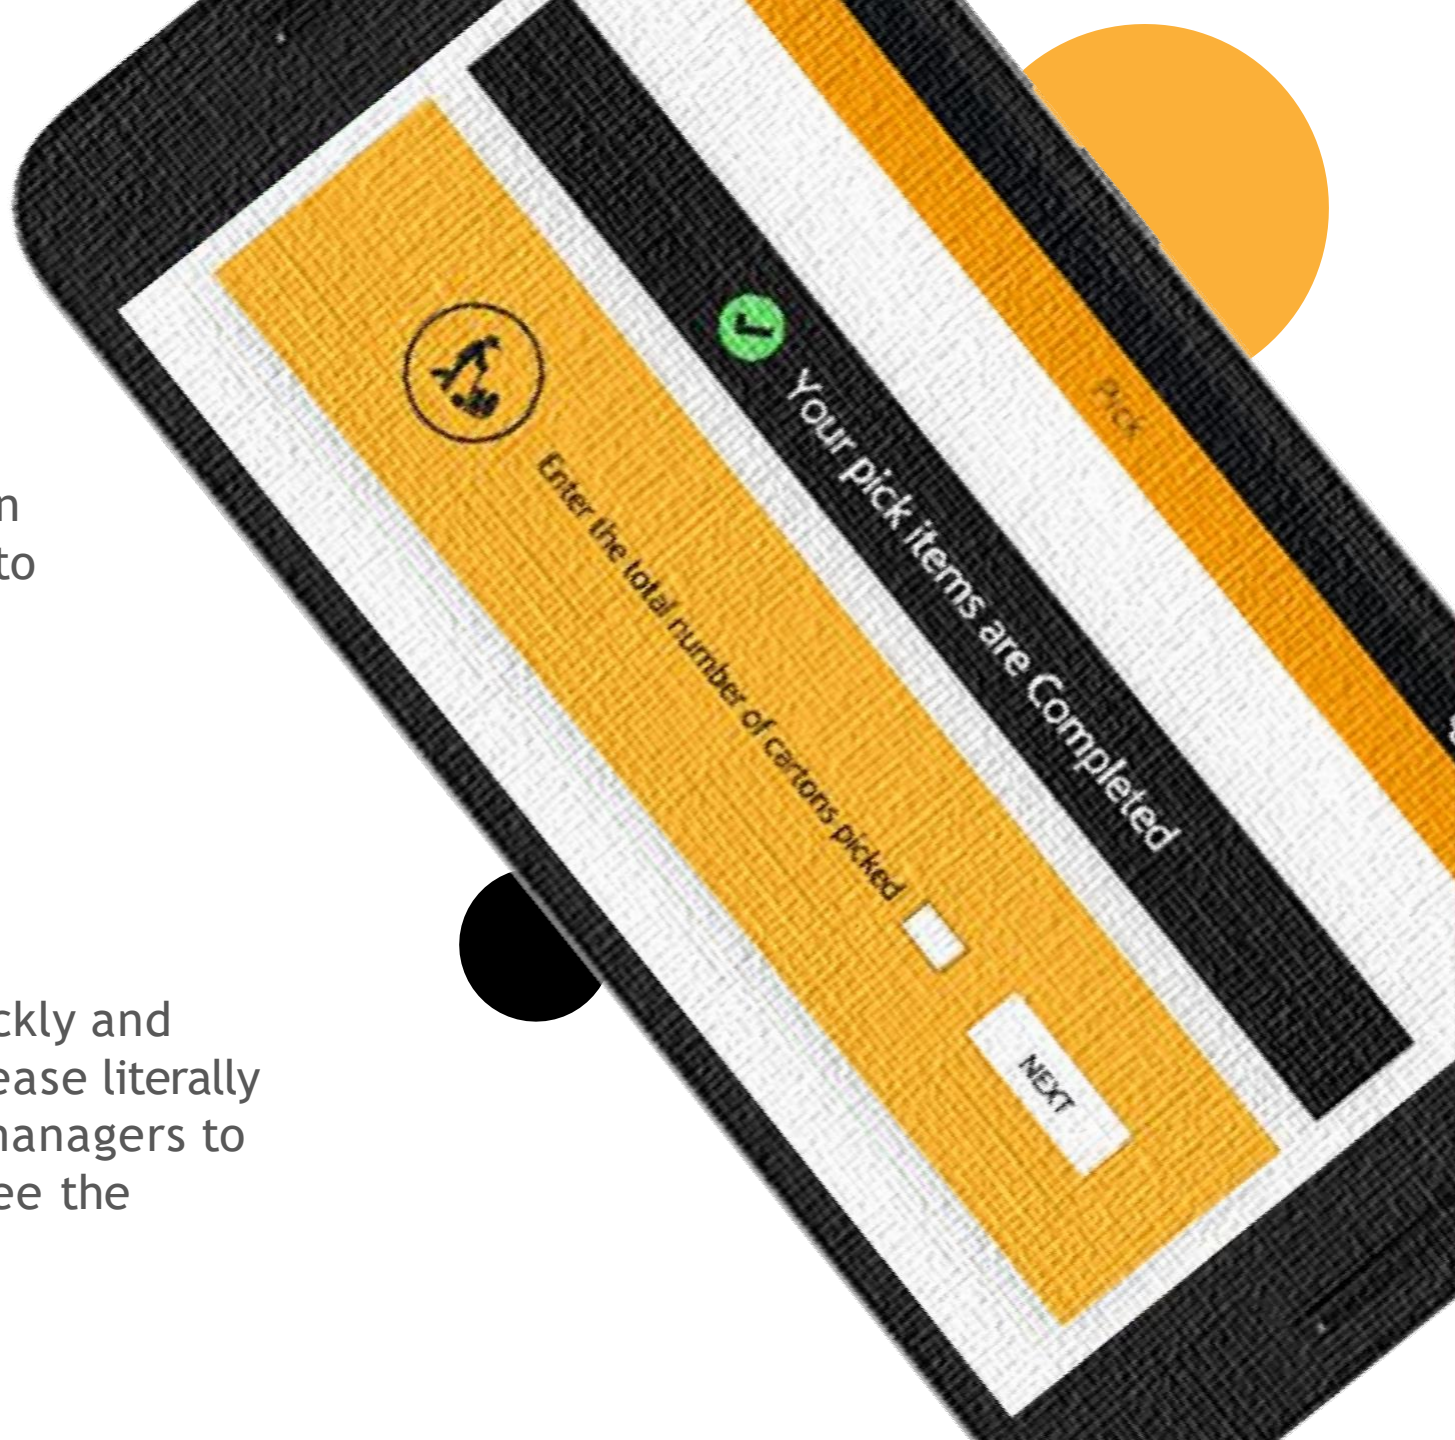 n
to
ckly and
ease literally
nanagers to
ee the
Pick
Your pick items are Completed
Enter the total number of cartons picked
NEXT